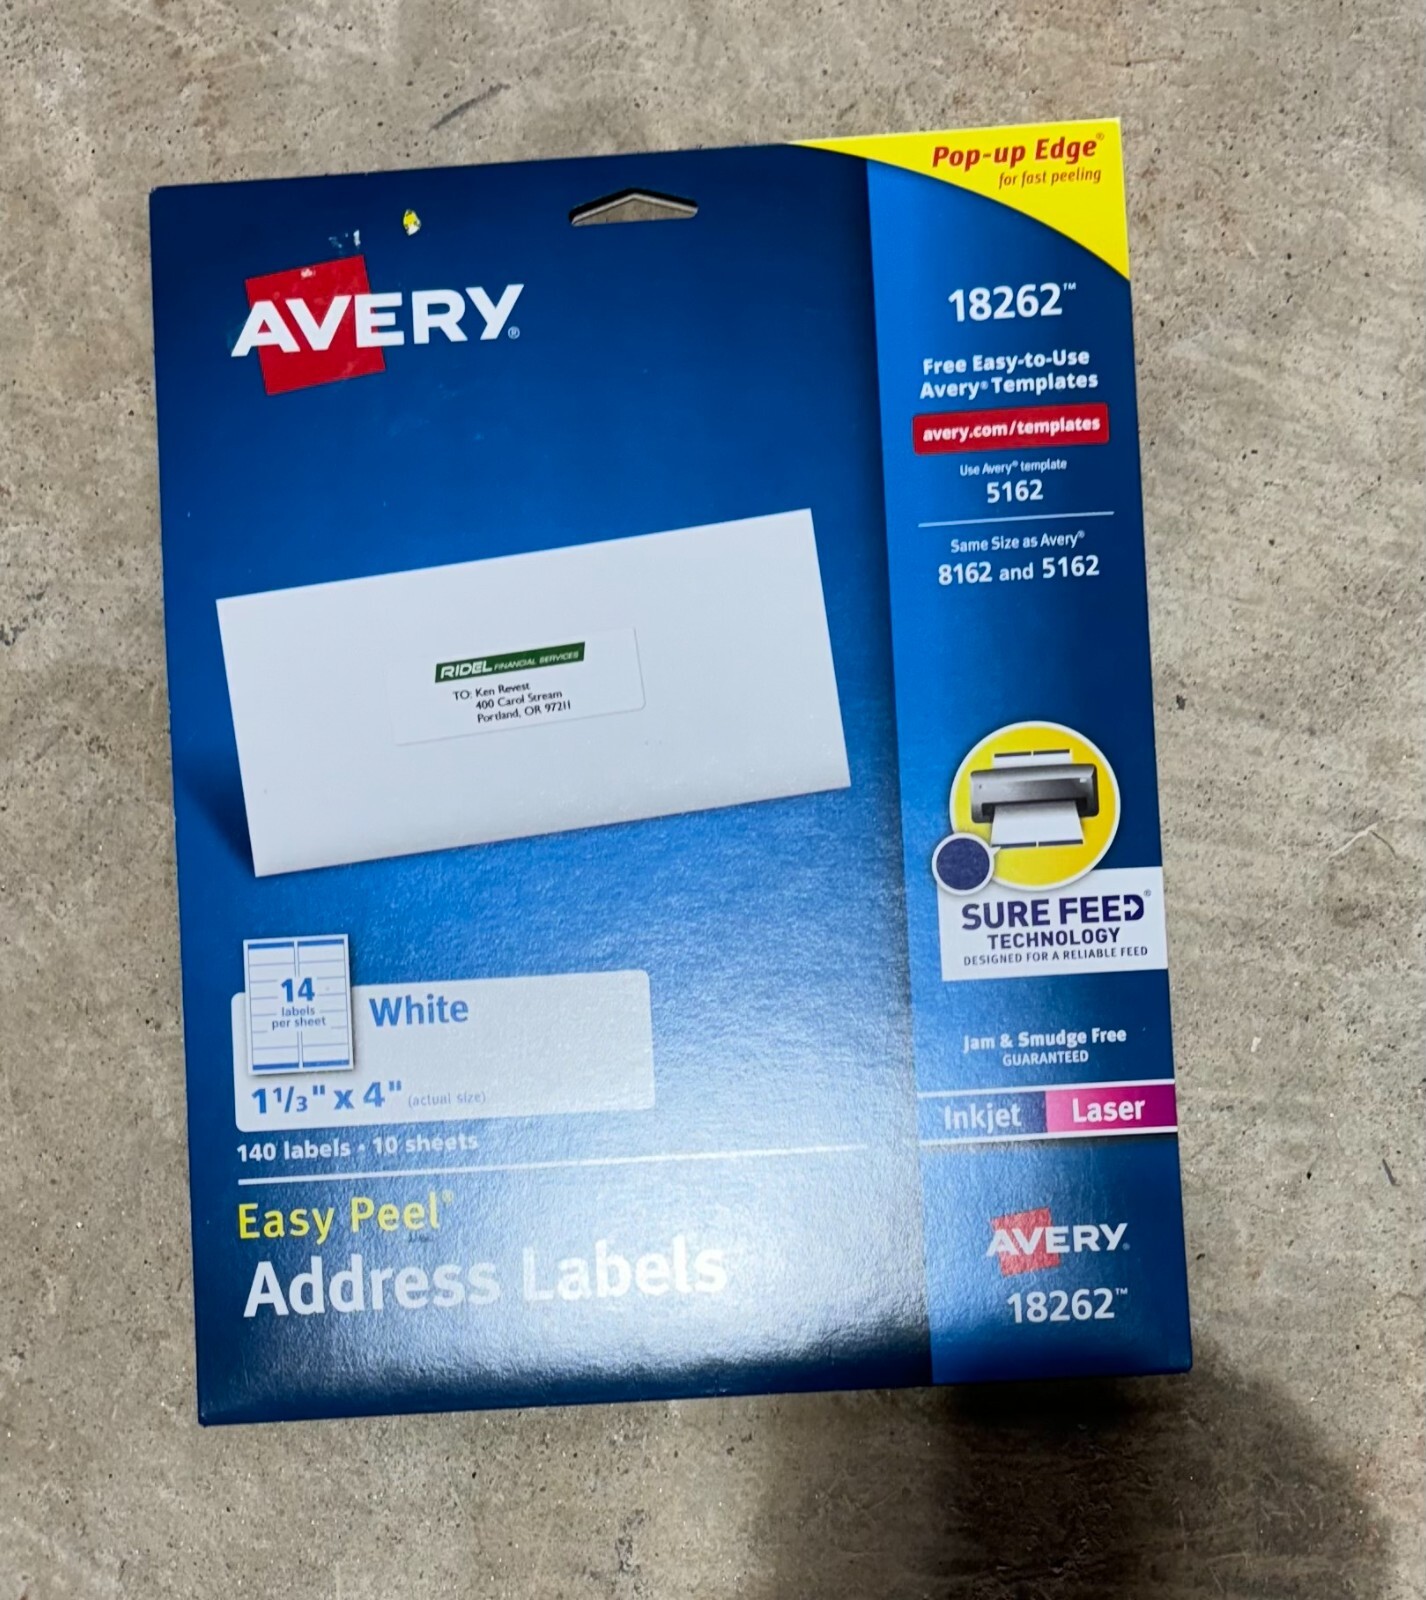 Pop-up Edge®
for fast peeling
AVERY®
18262™
Free Easy-to-Use
Avery® Templates
avery.com/templates
Use Avery® template
5162
Same Size as Avery®
8162 and 5162
RIDEL FINANCIAL SERVICES
TO: Ken Revest
400 Carol Stream
Portland, OR 97211
SURE FEED®
TECHNOLOGY
DESIGNED FOR A RELIABLE FEED
14
labels
per sheet
White
1 1/3" x 4" (actual size)
140 labels • 10 sheets
Jam & Smudge Free
GUARANTEED
Inkjet Laser
Easy Peel®
Address Labels
AVERY®
18262™